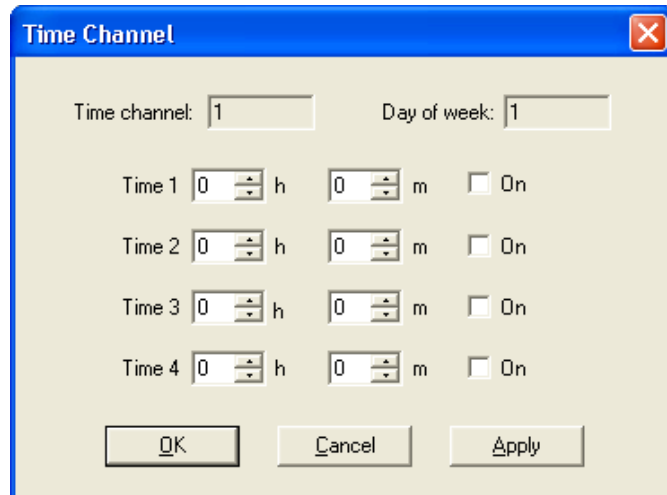 Time Channel
Time channel: 1 Day of week: 1
Time 1 0 h 0 m On
Time 2 0 h 0 m On
Time 3 0 h 0 m On
Time 4 0 h 0 m On
OK Cancel Apply